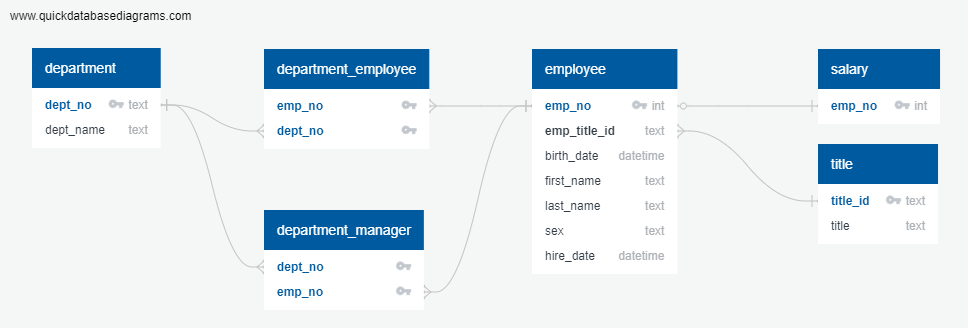 www.quickdatabasediagrams.com
department
dept_no text
dept_name text
department_employee
emp_no
dept_no
department_manager
dept_no
emp_no
employee
emp_no int
emp_title_id text
birth_date datetime
first_name text
last_name text
sex text
hire_date datetime
salary
emp_no int
title
title_id text
title text